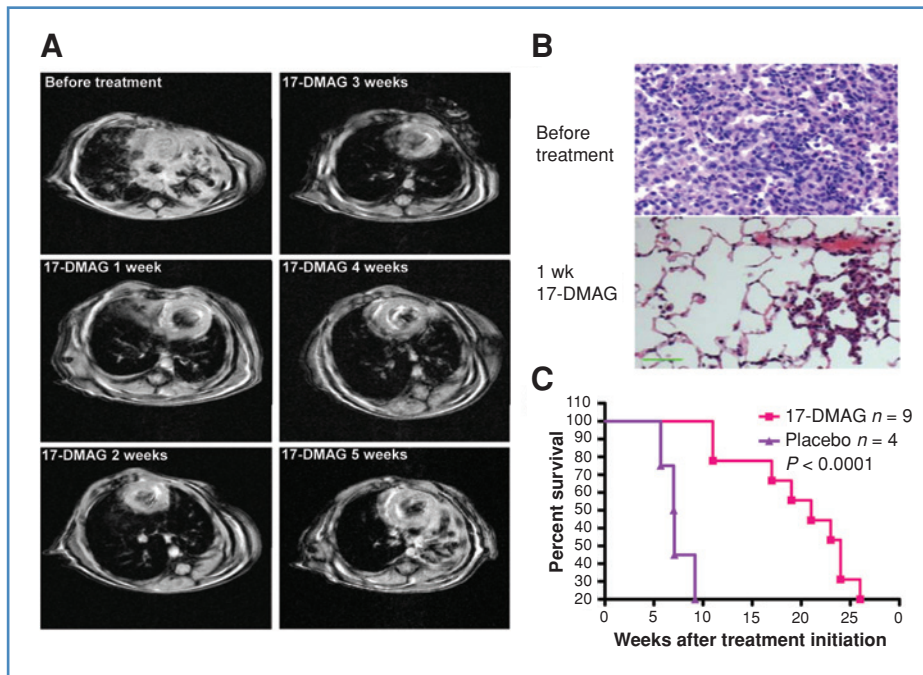 A
Before treatment
17-DMAG 3 weeks
17-DMAG 1 week
17-DMAG 4 weeks
17-DMAG 2 weeks
17-DMAG 5 weeks
B
Before
treatment
1 wk
17-DMAG
C
110
100
90
80
70
60
50
40
30
20
Percent survival
17-DMAG n = 9
Placebo n = 4
P < 0.0001
0 5 10 15 20 25 0
Weeks after treatment initiation